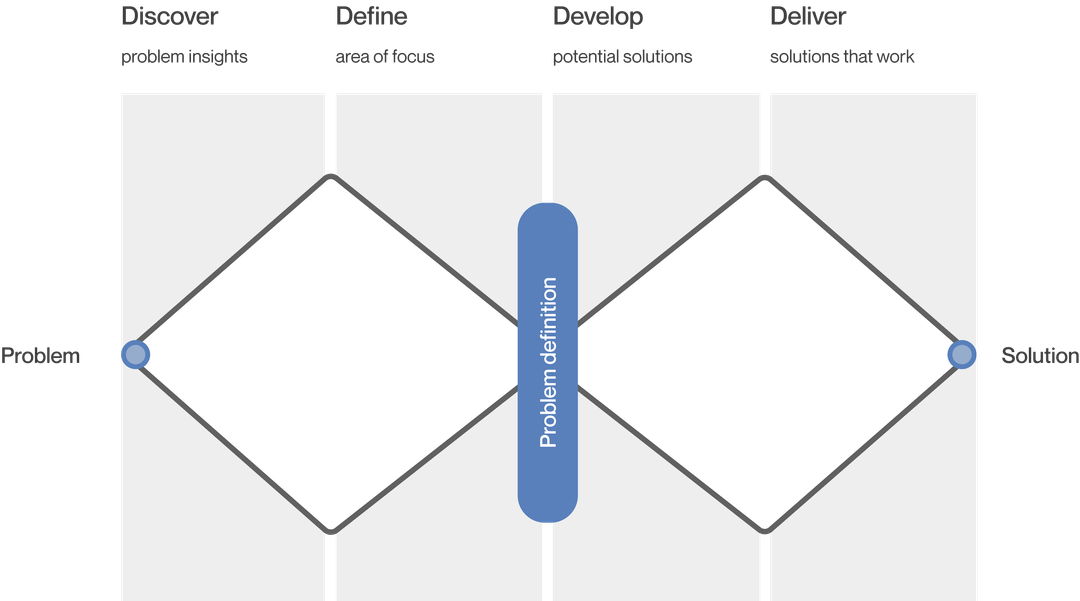 Discover
problem insights
Define
area of focus
Develop
potential solutions
Deliver
solutions that work
Problem
Problem definition
Solution